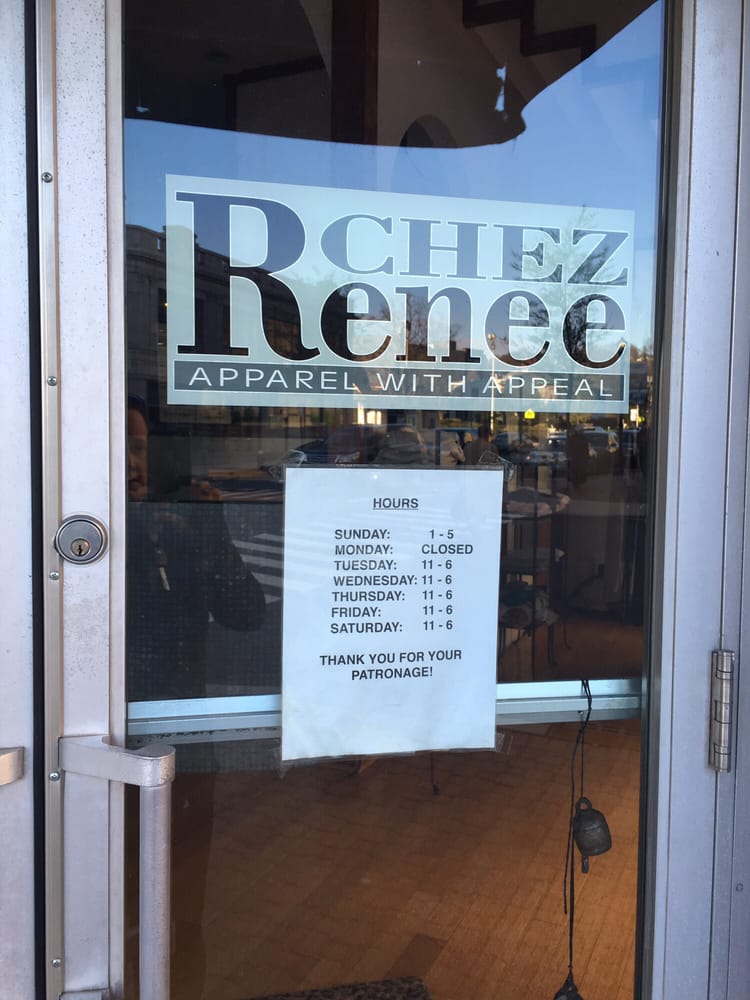 CHEZ
Renee
APPAREL WITH APPEAL
HOURS
SUNDAY: 1 - 5
MONDAY: CLOSED
TUESDAY: 11 - 6
WEDNESDAY: 11 - 6
THURSDAY: 11 - 6
FRIDAY: 11 - 6
SATURDAY: 11 - 6
THANK YOU FOR YOUR
PATRONAGE!